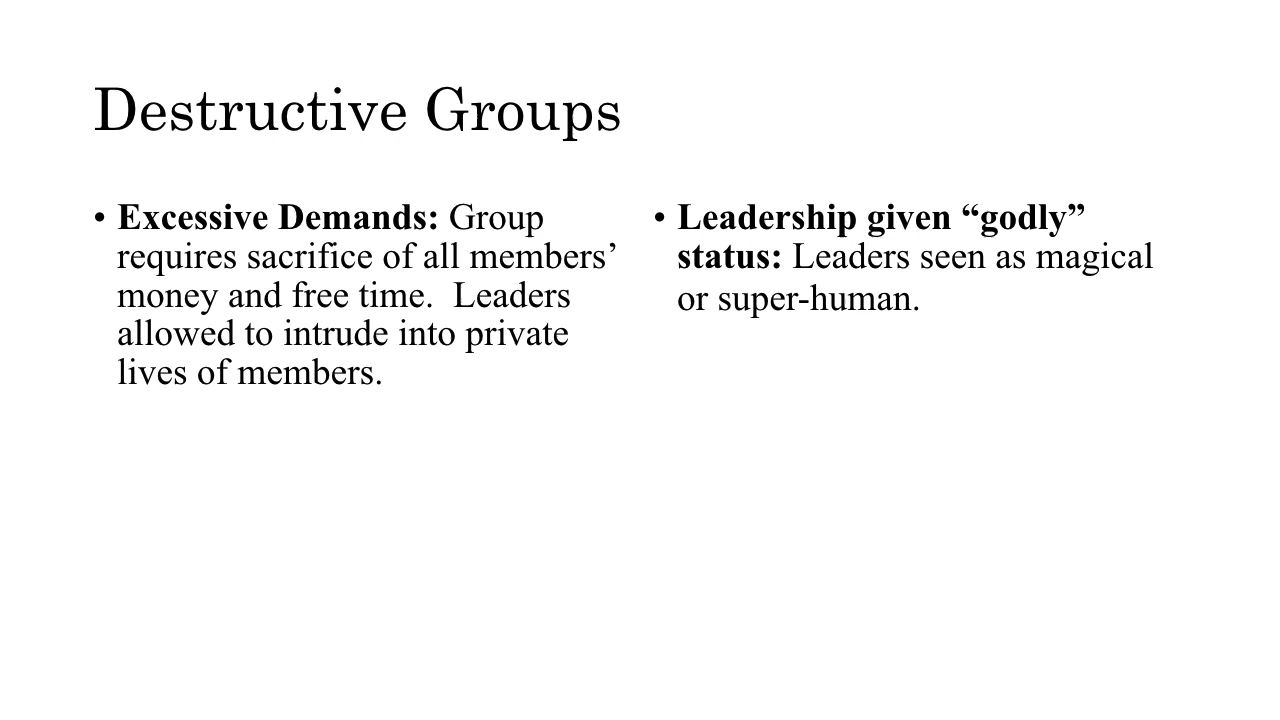 Destructive Groups
• Excessive Demands: Group
requires sacrifice of all members’
money and free time.  Leaders
allowed to intrude into private
lives of members.
• Leadership given “godly”
status: Leaders seen as magical
or super-human.